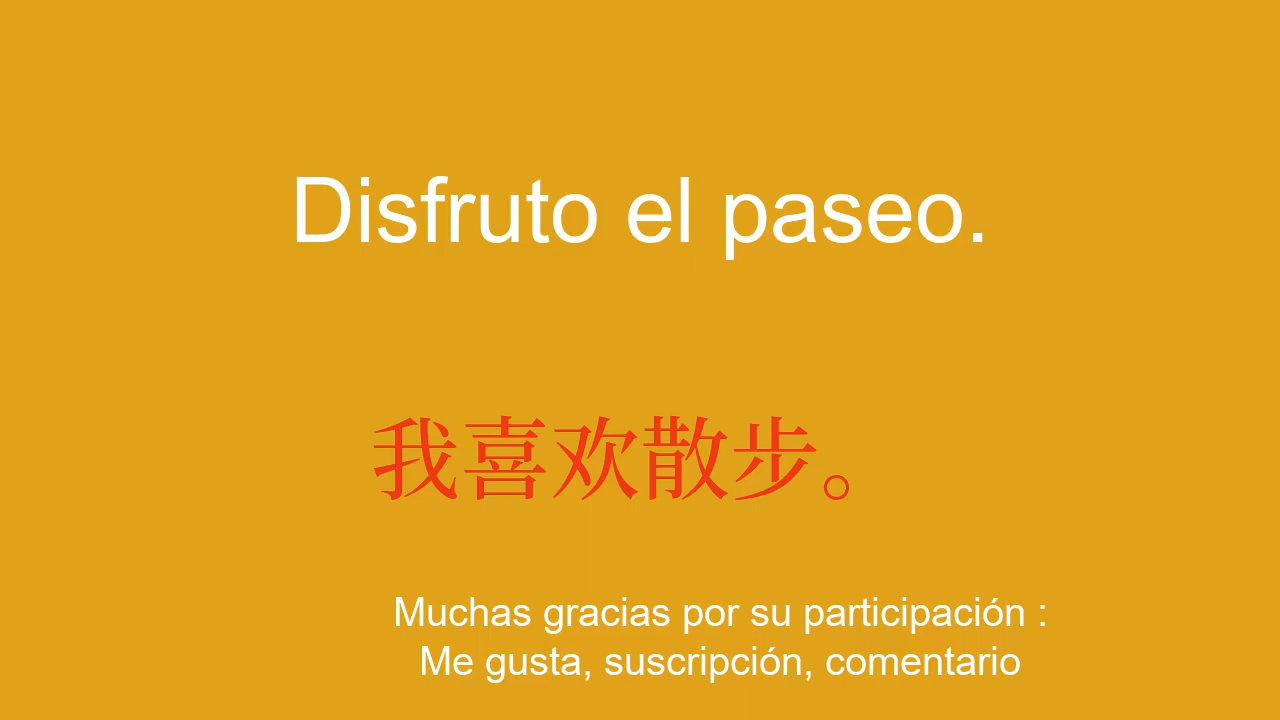 Disfruto el paseo.
我喜欢散步。
Muchas gracias por su participación :
Me gusta, suscripción, comentario